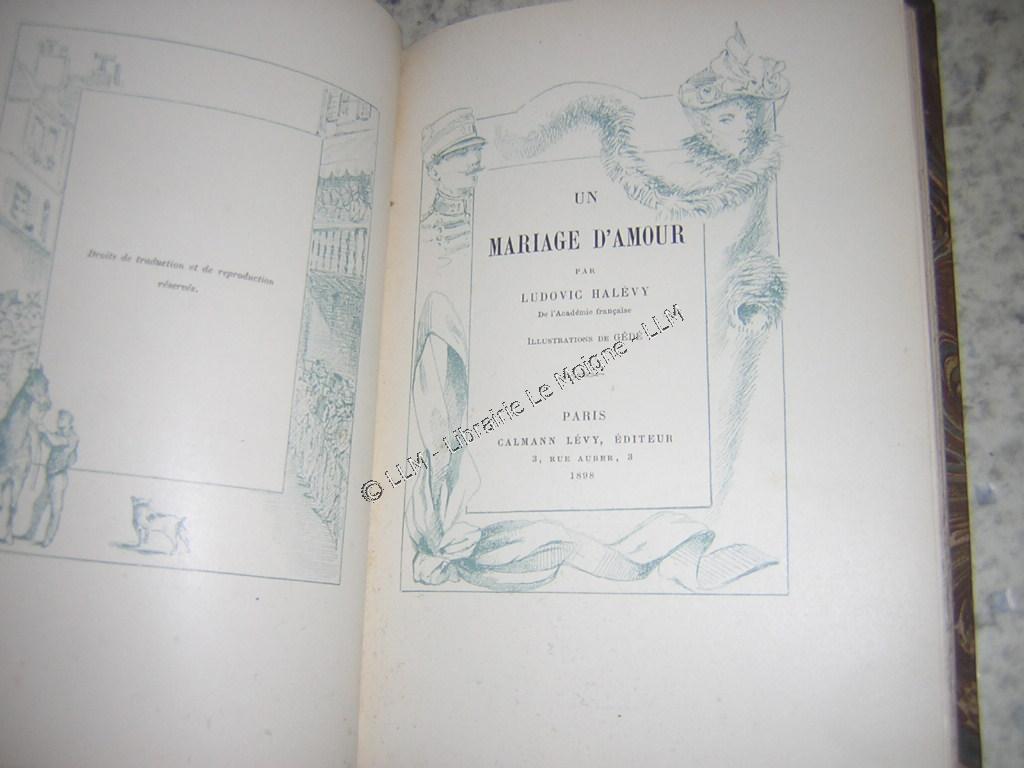 Droits de traduction et de reproduction
réservés.
UN
MARIAGE D'AMOUR
PAR
LUDOVIC HALÉVY
De l'Académie française
ILLUSTRATIONS DE GÉDÉ
PARIS
CALMANN LÉVY, ÉDITEUR
3, RUE AUBER, 3
1898
© LLM - Librairie Le Moigne - LLM